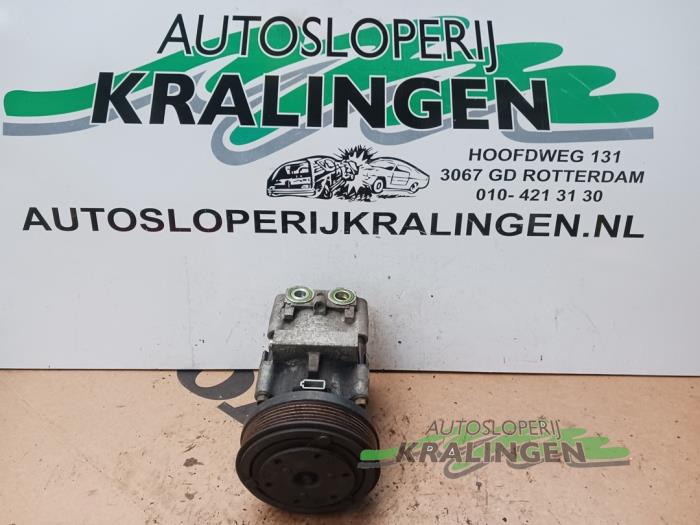 AUTOSLOPERIJ
KRALINGEN
HOOFDWEG 131
3067 GD ROTTERDAM
010- 421 31 30
AUTOSLOPERIJKRALINGEN.NL
AUTOSLOPERIJ
KRALINGEN